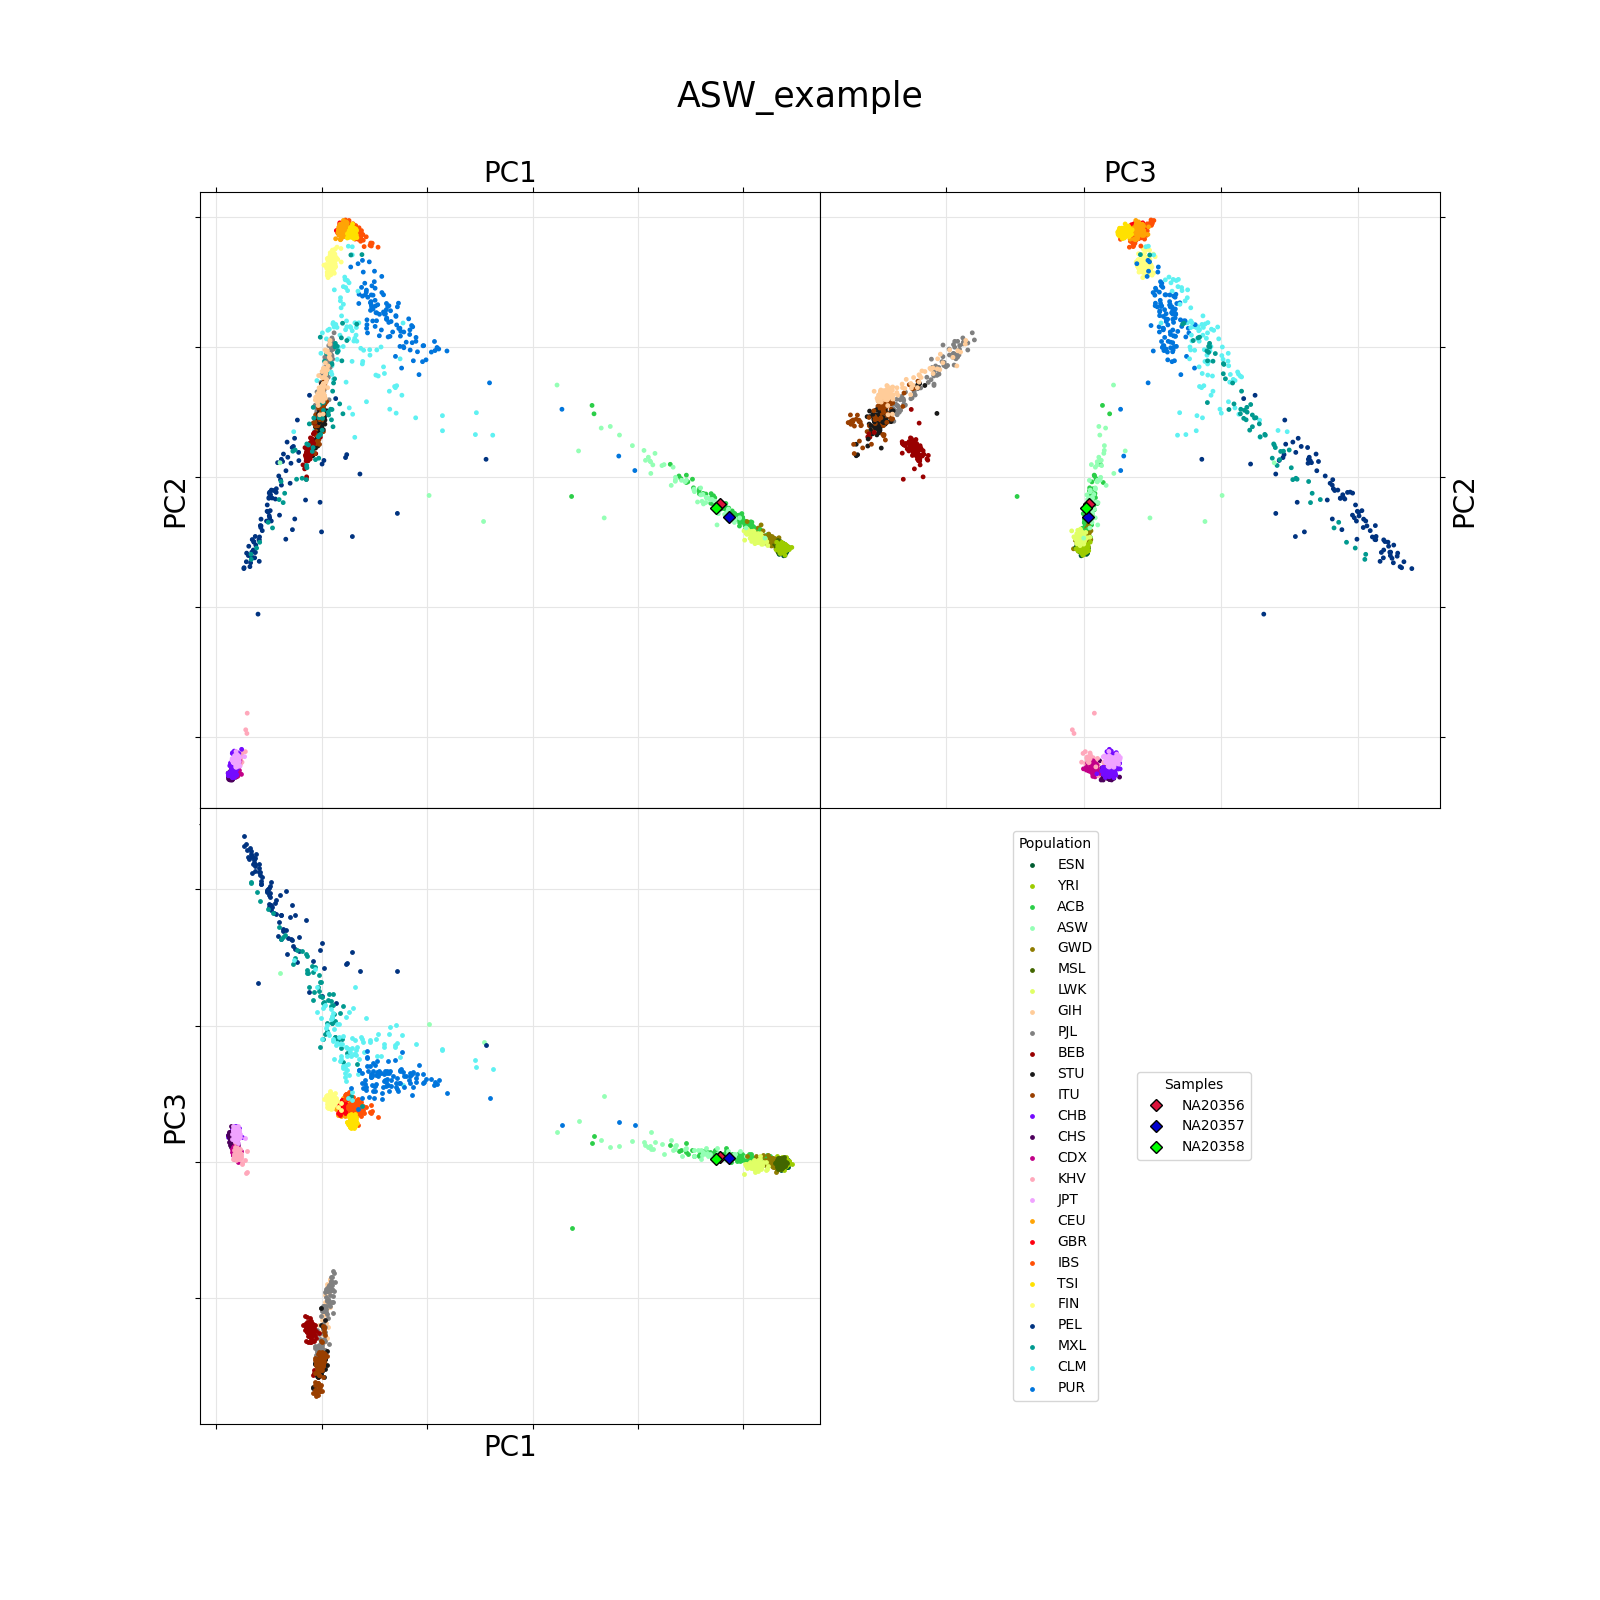 ASW_example
PC1
PC3
PC2
PC2
PC3
PC1
Population
ESN
YRI
ACB
ASW
GWD
MSL
LWK
GIH
PJL
BEB
STU
ITU
CHB
CHS
CDX
KHV
JPT
CEU
GBR
IBS
TSI
FIN
PEL
MXL
CLM
PUR
Samples
NA20356
NA20357
NA20358